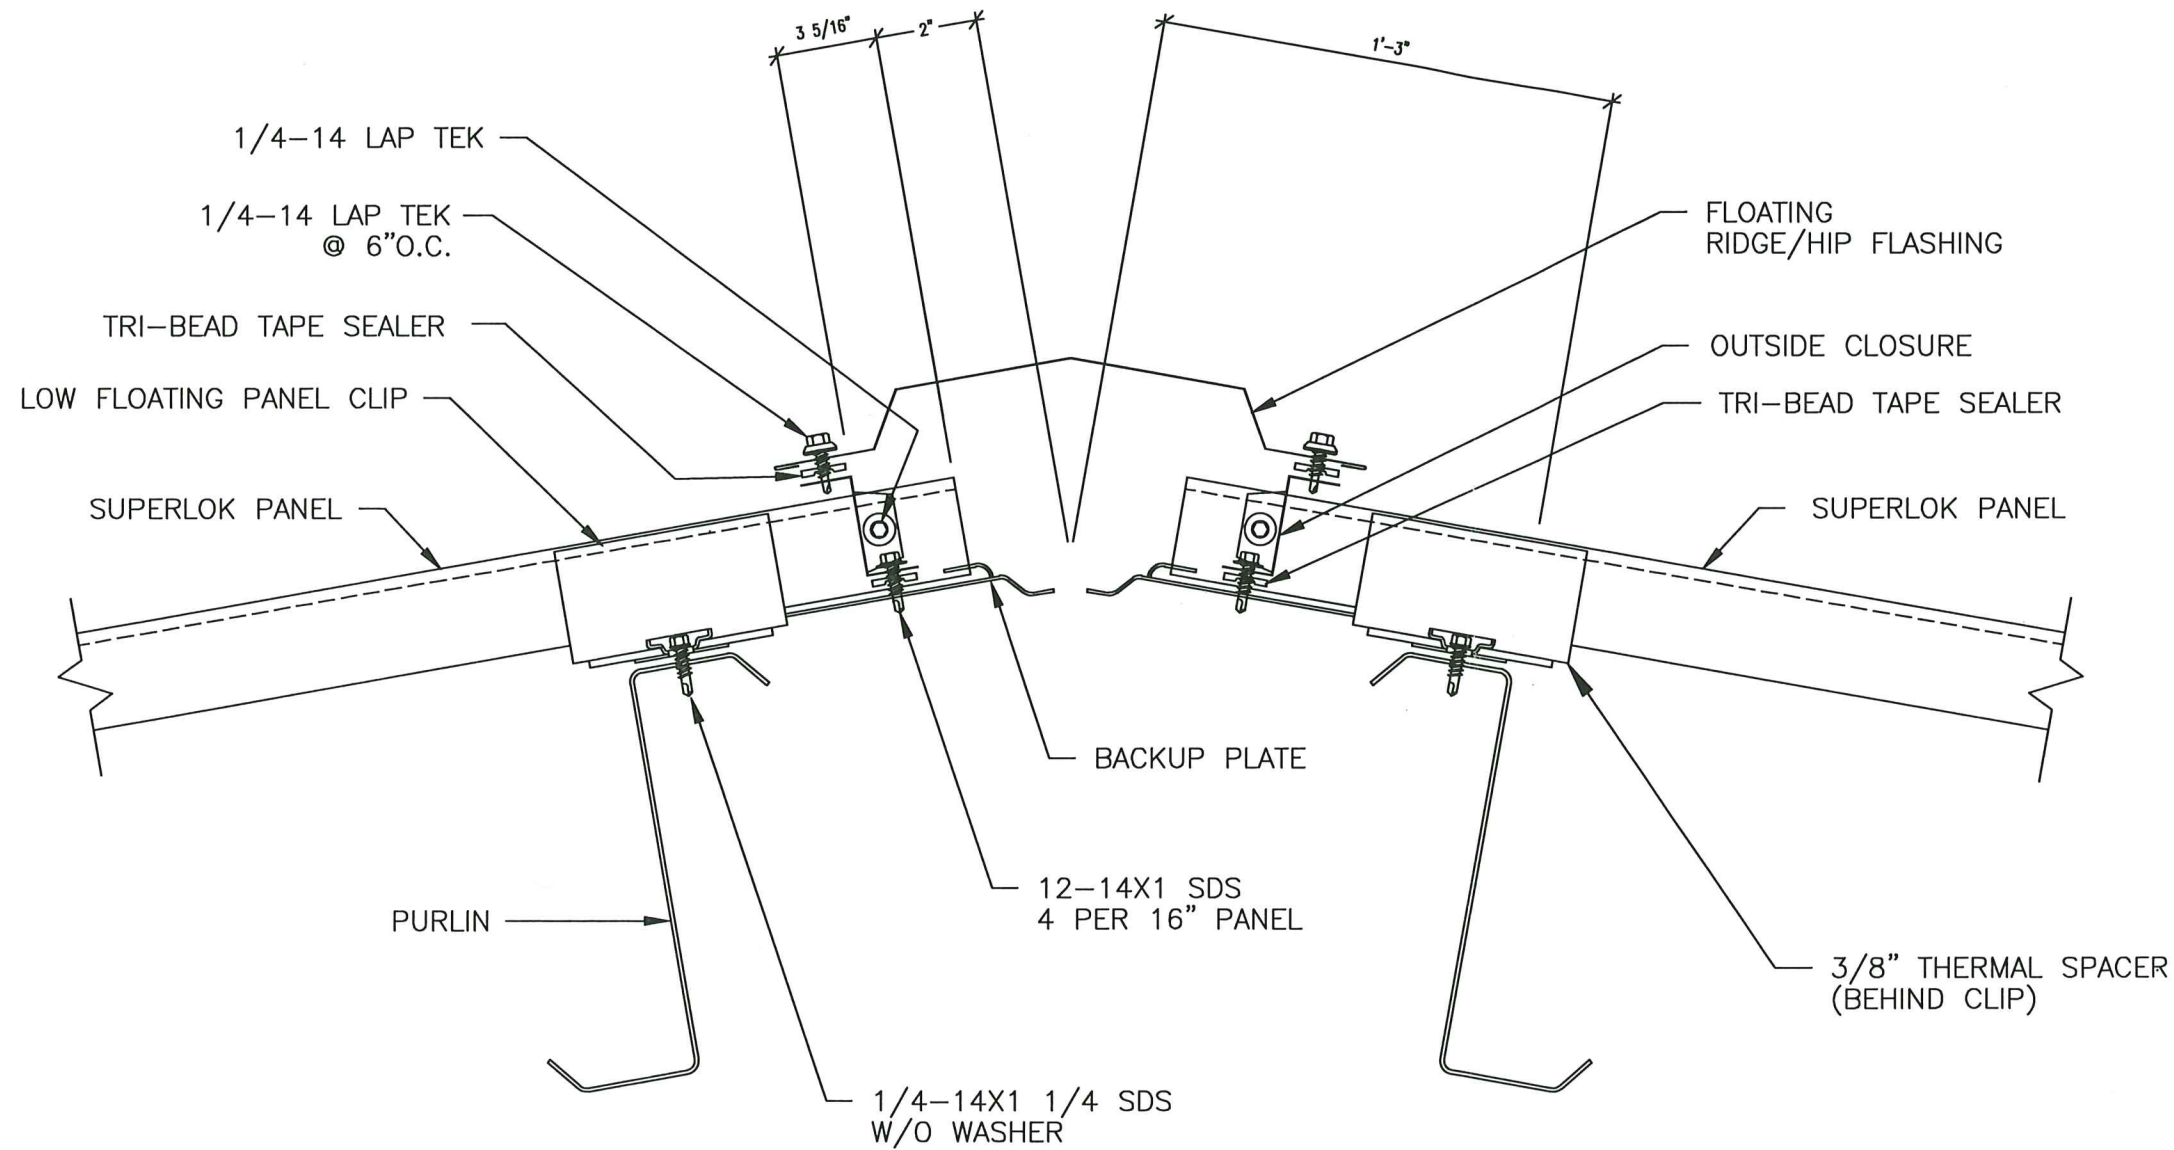 3 5/16"
2"
1'-3"
1/4-14 LAP TEK
1/4-14 LAP TEK
@ 6"O.C.
TRI-BEAD TAPE SEALER
LOW FLOATING PANEL CLIP
SUPERLOK PANEL
FLOATING
RIDGE/HIP FLASHING
OUTSIDE CLOSURE
TRI-BEAD TAPE SEALER
SUPERLOK PANEL
BACKUP PLATE
12-14X1 SDS
4 PER 16" PANEL
PURLIN
3/8" THERMAL SPACER
(BEHIND CLIP)
1/4-14X1 1/4 SDS
W/O WASHER